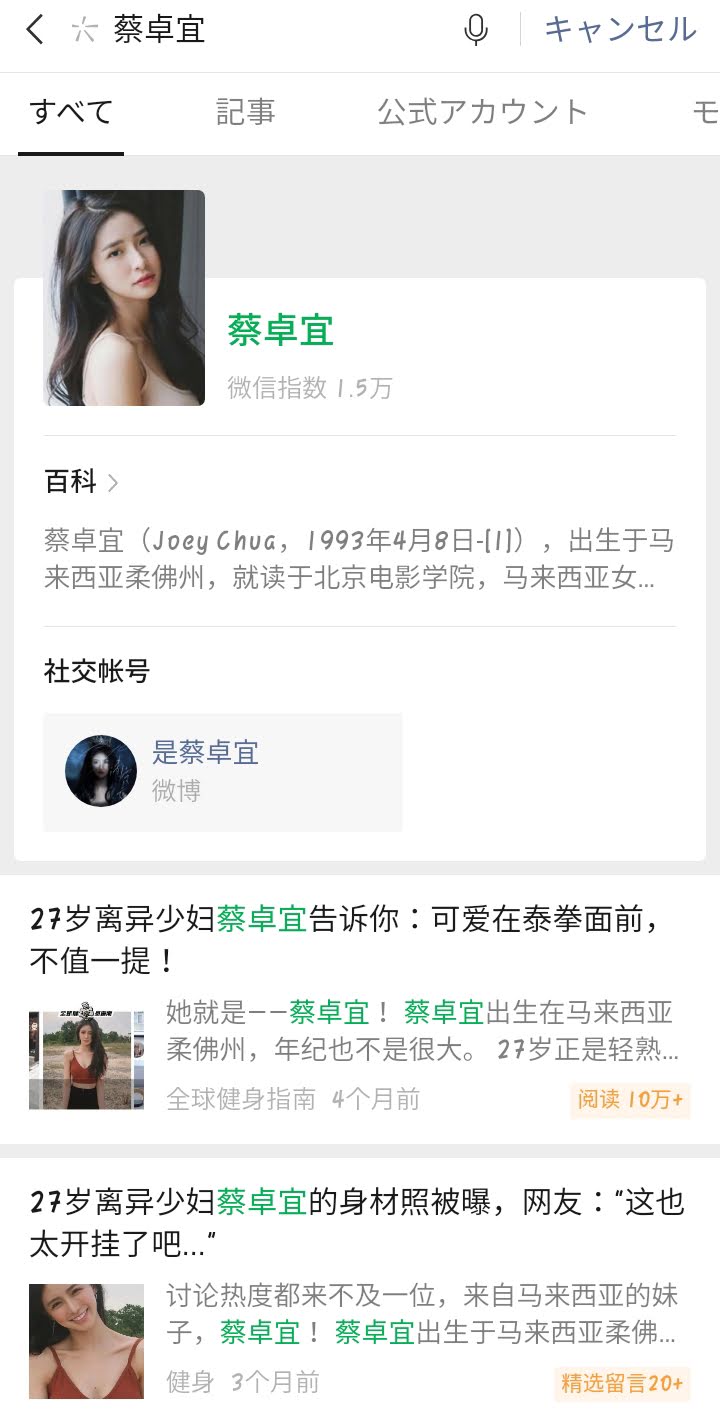 蔡卓宜
キャンセル
すべて
記事
公式アカウント
モ
蔡卓宜
微信指数 1.5万
百科
蔡卓宜（Joey Chua，1993年4月8日-[1]），出生于马
来西亚柔佛州，就读于北京电影学院，马来西亚女...
社交帐号
是蔡卓宜
微博
27岁离异少妇蔡卓宜告诉你：可爱在泰拳面前，
不值一提！
她就是——蔡卓宜！ 蔡卓宜出生在马来西亚
柔佛州，年纪也不是很大。 27岁正是轻熟...
全球健身指南 4个月前
阅读 10万+
27岁离异少妇蔡卓宜的身材照被曝，网友："这也
太开挂了吧..."
讨论热度都来不及一位，来自马来西亚的妹
子，蔡卓宜！ 蔡卓宜出生于马来西亚柔佛...
健身 3个月前
精选留言20+